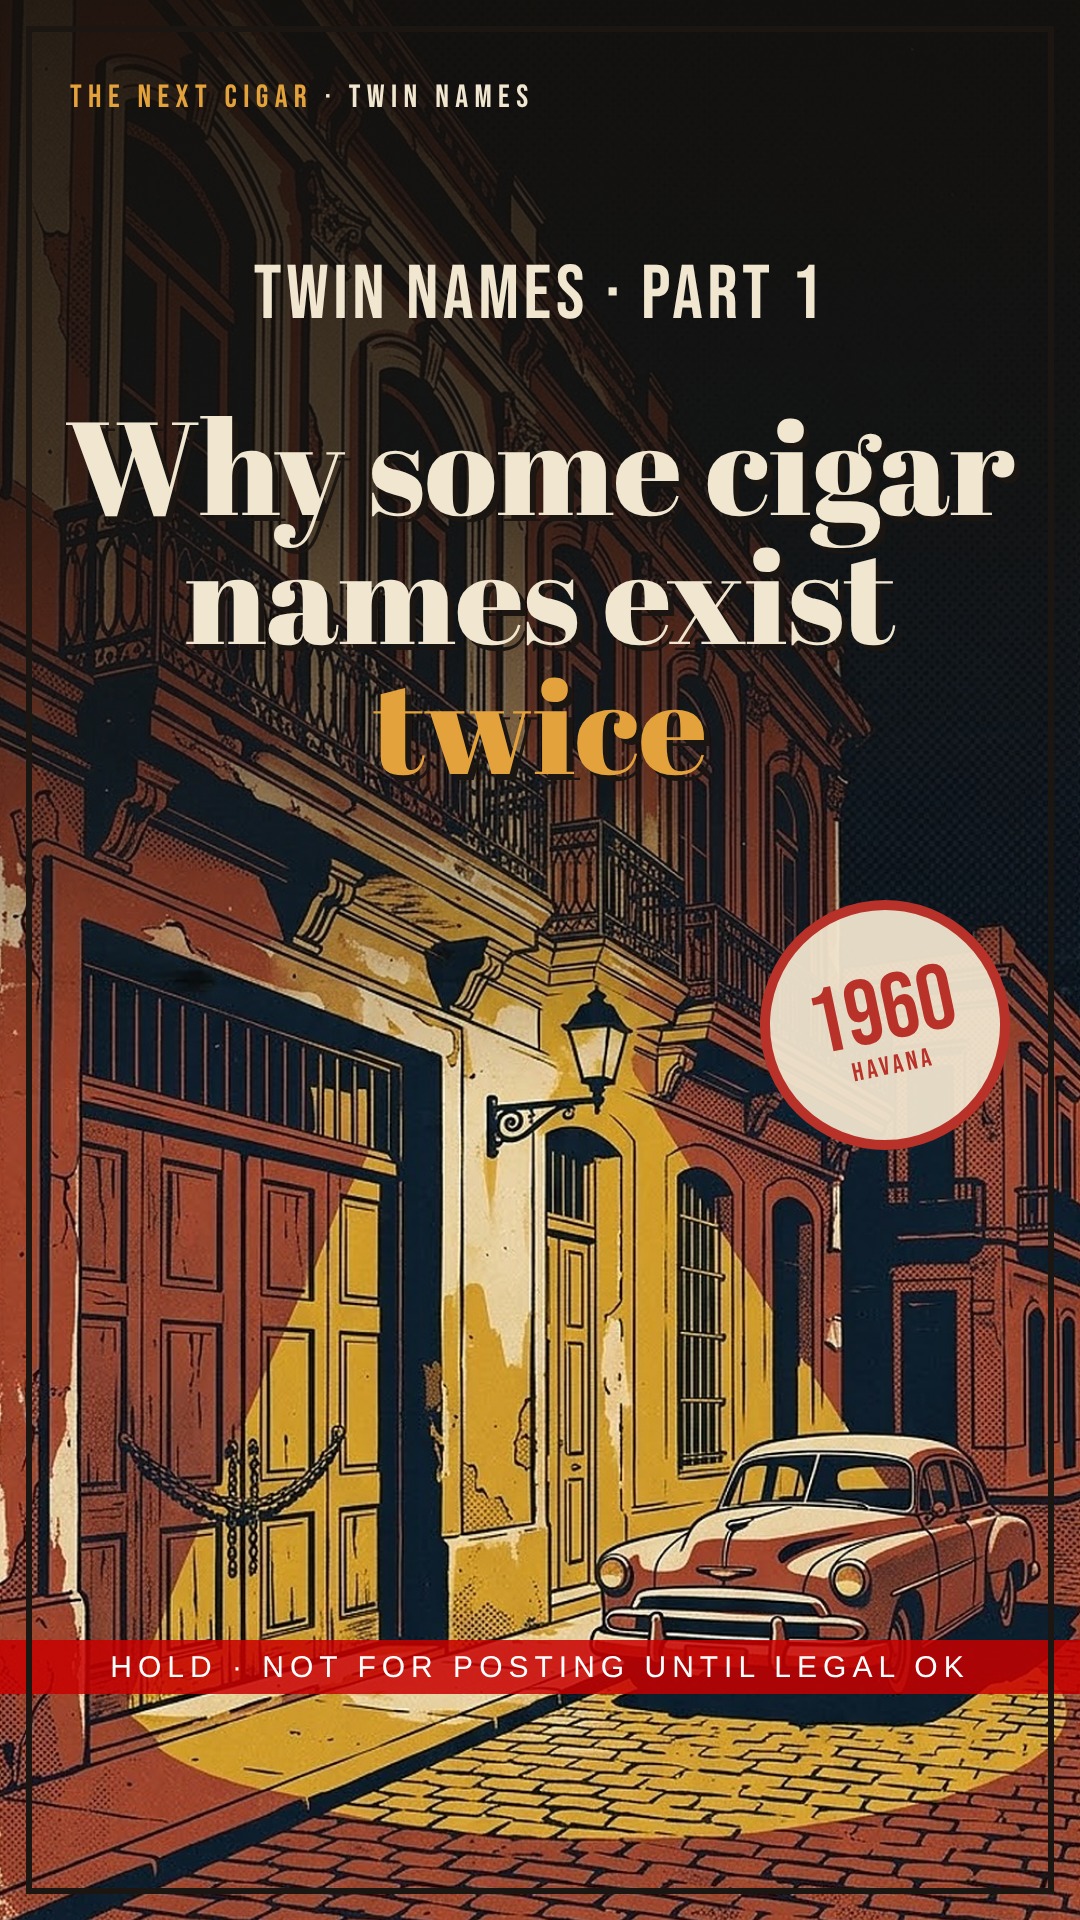 THE NEXT CIGAR · TWIN NAMES
TWIN NAMES · PART 1
Why some cigar
names exist
twice
1960
HAVANA
HOLD · NOT FOR POSTING UNTIL LEGAL OK